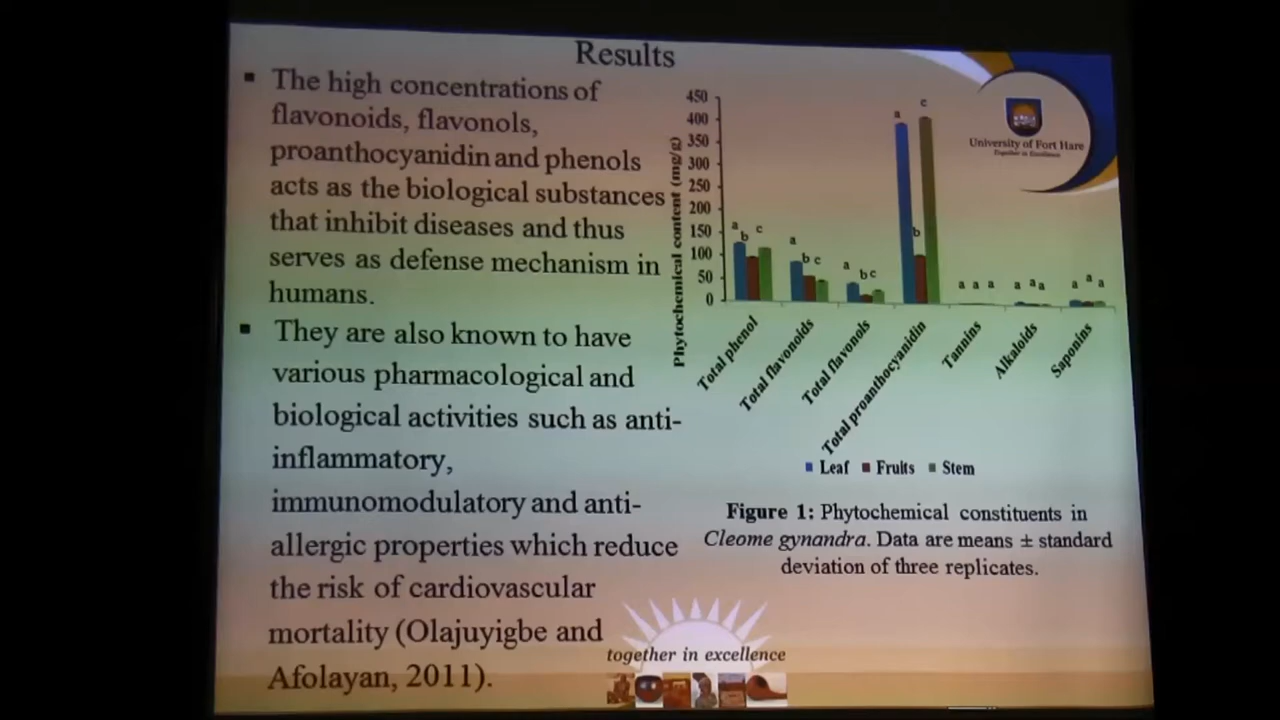 Results
▪ The high concentrations of
flavonoids, flavonols,
proanthocyanidin and phenols
acts as the biological substances
that inhibit diseases and thus
serves as defense mechanism in
humans.
▪ They are also known to have
various pharmacological and
biological activities such as anti-
inflammatory,
immunomodulatory and anti-
allergic properties which reduce
the risk of cardiovascular
mortality (Olajuyigbe and
Afolayan, 2011).
Phytochemical content (mg/g)
450
400
350
300
250
200
150
100
50
0
a b c
a b c
a b c
a b c
a a a
a a a
a a a
Total phenol
Total flavonoids
Total flavonols
Total proanthocyanidin
Tannins
Alkaloids
Saponins
Leaf Fruits Stem
University of Fort Hare
Together in Excellence
Figure 1: Phytochemical constituents in
Cleome gynandra. Data are means ± standard
deviation of three replicates.
together in excellence